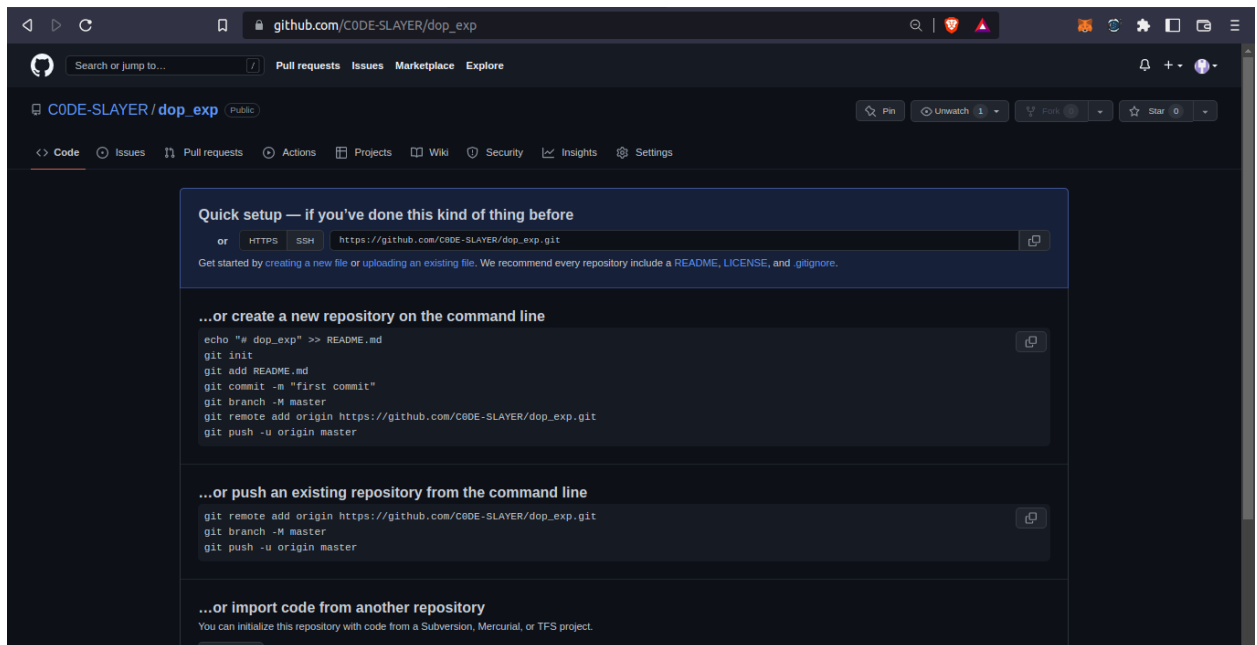 github.com/C0DE-SLAYER/dop_exp
Search or jump to... /
Pull requests Issues Marketplace Explore
C0DE-SLAYER / dop_exp Public
Pin Unwatch 1 Fork 0 Star 0
Code Issues Pull requests Actions Projects Wiki Security Insights Settings
Quick setup — if you’ve done this kind of thing before
or HTTPS SSH https://github.com/C0DE-SLAYER/dop_exp.git
Get started by creating a new file or uploading an existing file. We recommend every repository include a README, LICENSE, and .gitignore.
…or create a new repository on the command line
echo "# dop_exp" >> README.md
git init
git add README.md
git commit -m "first commit"
git branch -M master
git remote add origin https://github.com/C0DE-SLAYER/dop_exp.git
git push -u origin master
…or push an existing repository from the command line
git remote add origin https://github.com/C0DE-SLAYER/dop_exp.git
git branch -M master
git push -u origin master
…or import code from another repository
You can initialize this repository with code from a Subversion, Mercurial, or TFS project.